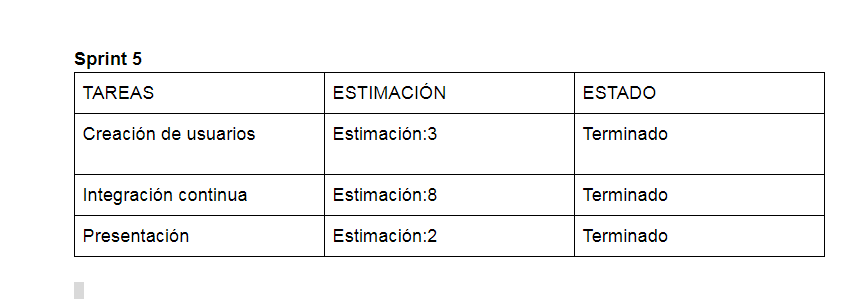 Sprint 5
TAREAS ESTIMACIÓN ESTADO
Creación de usuarios Estimación:3 Terminado
Integración continua Estimación:8 Terminado
Presentación Estimación:2 Terminado